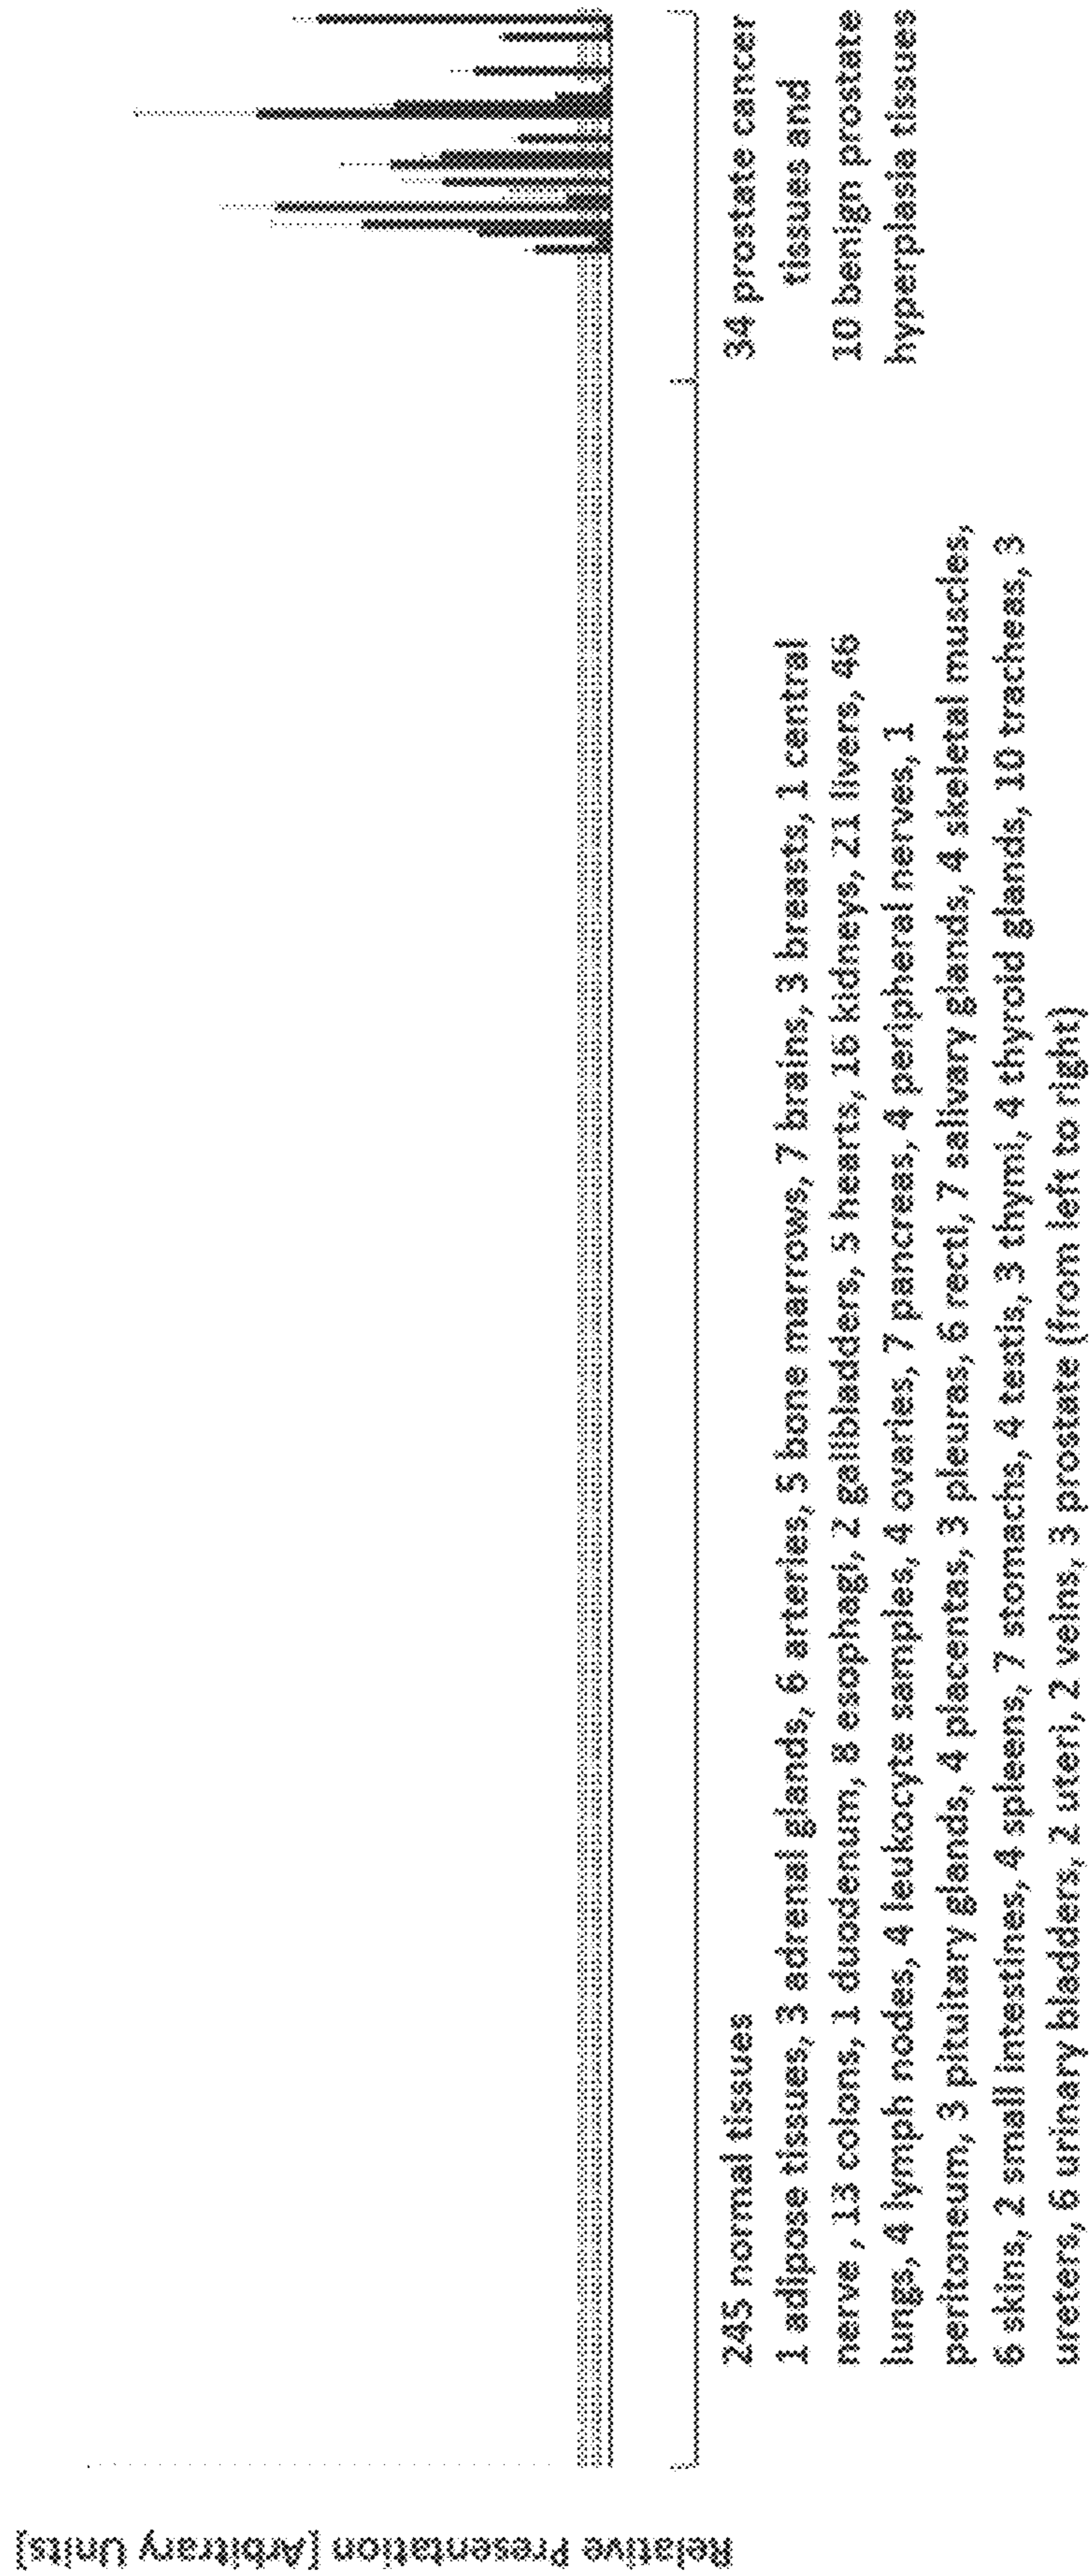 Relative Presentation [Arbitrary Units]
245 normal tissues
1 adipose tissues, 3 adrenal glands, 6 arteries, 5 bone marrows, 7 brains, 3 breasts, 1 central
nerve , 13 colons, 1 duodenum, 8 esophagi, 2 gallbladders, 5 hearts, 16 kidneys, 21 livers, 46
lungs, 4 lymph nodes, 4 leukocyte samples, 4 ovaries, 7 pancreas, 4 peripheral nerves, 1
peritoneum, 3 pituitary glands, 4 placentas, 3 pleuras, 6 recti, 7 salivary glands, 4 skeletal muscles,
6 skins, 2 small intestines, 4 spleens, 7 stomachs, 4 testis, 3 thymi, 4 thyroid glands, 10 tracheas, 3
ureters, 6 urinary bladders, 2 uteri, 2 veins, 3 prostate (from left to right)
34 prostate cancer
tissues and
10 benign prostate
hyperplasia tissues